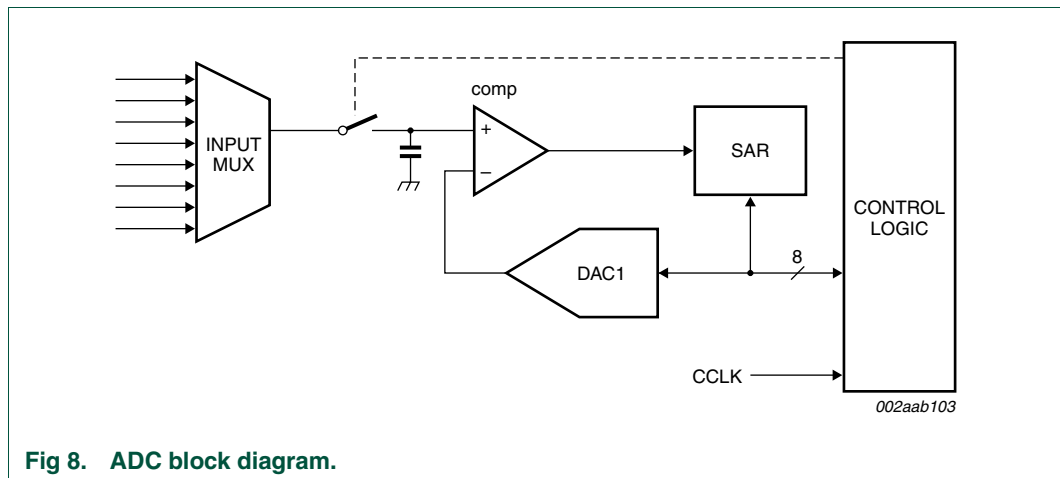 comp
+
−
INPUT
MUX
SAR
CONTROL
LOGIC
DAC1
8
CCLK
002aab103
Fig 8. ADC block diagram.